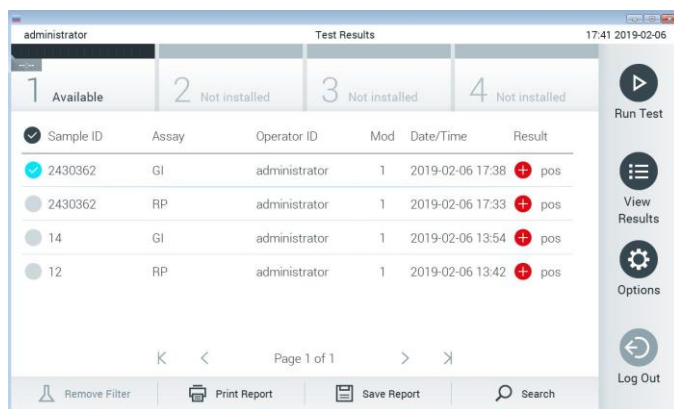 administrator Test Results 17:41 2019-02-06
--:--
1 Available 2 Not installed 3 Not installed 4 Not installed
Run Test
Sample ID Assay Operator ID Mod Date/Time Result
2430362 GI administrator 1 2019-02-06 17:38 pos
2430362 RP administrator 1 2019-02-06 17:33 pos
View
Results
14 GI administrator 1 2019-02-06 13:54 pos
12 RP administrator 1 2019-02-06 13:42 pos
Options
Page 1 of 1
Log Out
Remove Filter Print Report Save Report Search